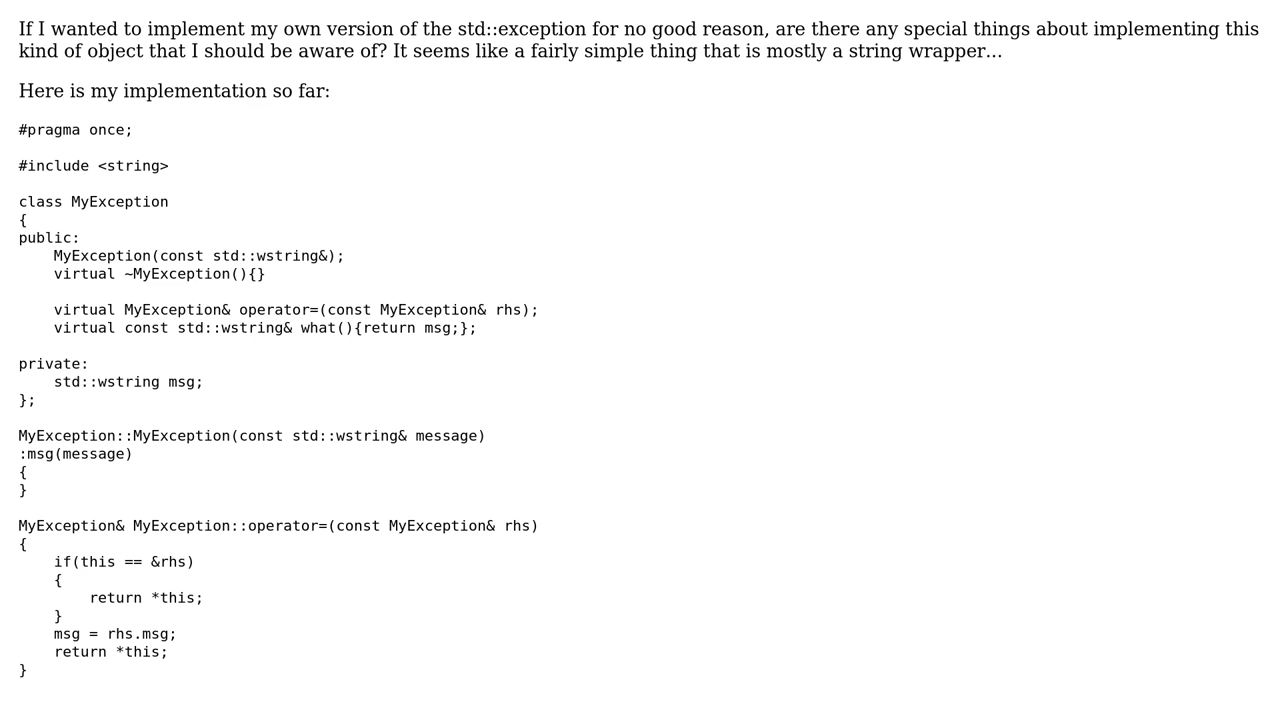 If I wanted to implement my own version of the std::exception for no good reason, are there any special things about implementing this
kind of object that I should be aware of? It seems like a fairly simple thing that is mostly a string wrapper...
Here is my implementation so far:
#pragma once;
#include <string>
class MyException
{
public:
    MyException(const std::wstring&);
    virtual ~MyException(){}
    virtual MyException& operator=(const MyException& rhs);
    virtual const std::wstring& what(){return msg;};
private:
    std::wstring msg;
};
MyException::MyException(const std::wstring& message)
:msg(message)
{
}
MyException& MyException::operator=(const MyException& rhs)
{
    if(this == &rhs)
    {
        return *this;
    }
    msg = rhs.msg;
    return *this;
}